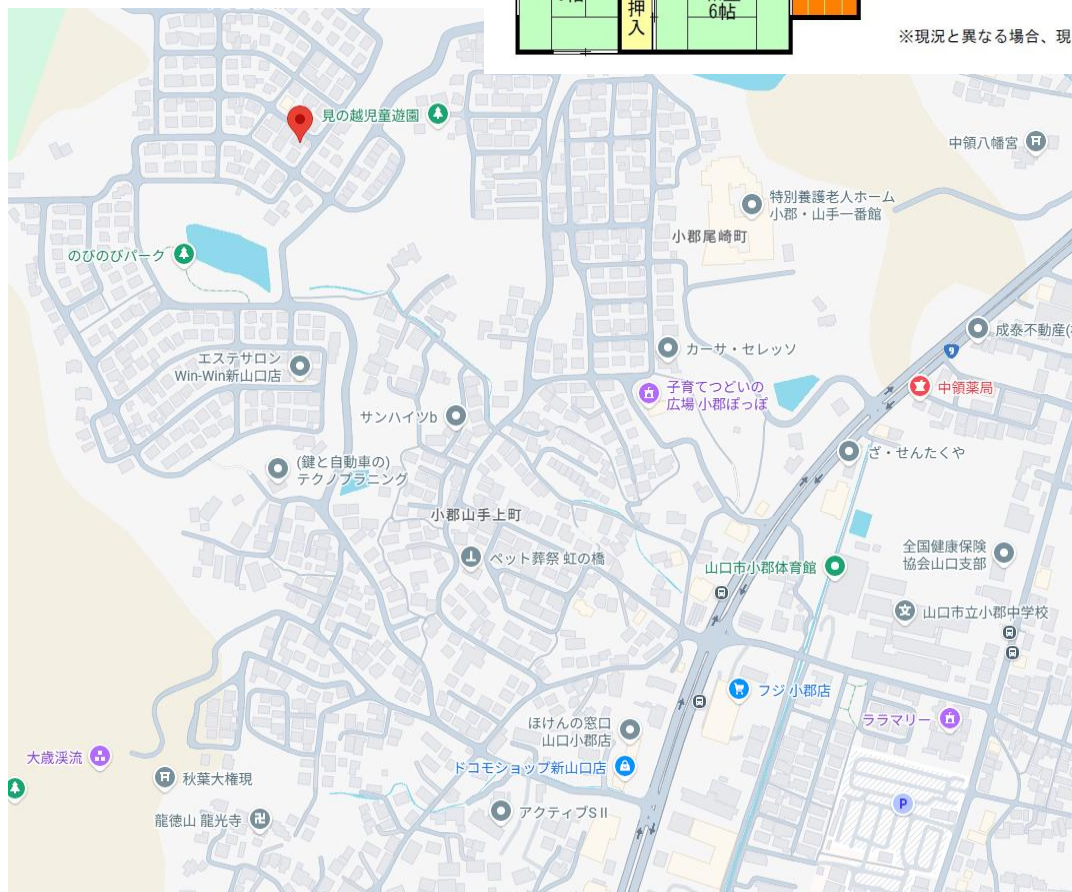 押
入
6帖
※現況と異なる場合、現
見の越児童遊園
中領八幡宮
特別養護老人ホーム
小郡・山手一番館
小郡尾崎町
のびのびパーク
成泰不動産(
9
エステサロン
Win-Win新山口店
カーサ・セレッソ
中領薬局
子育てつどいの
広場 小郡ぽっぽ
サンハイツb
ざ・せんたくや
(鍵と自動車の)
テクノプラニング
小郡山手上町
全国健康保険
協会山口支部
ペット葬祭 虹の橋
山口市小郡体育館
山口市立小郡中学校
フジ 小郡店
ララマリー
ほけんの窓口
山口小郡店
大歳渓流
ドコモショップ新山口店
秋葉大権現
P
アクティブSⅡ
龍徳山 龍光寺